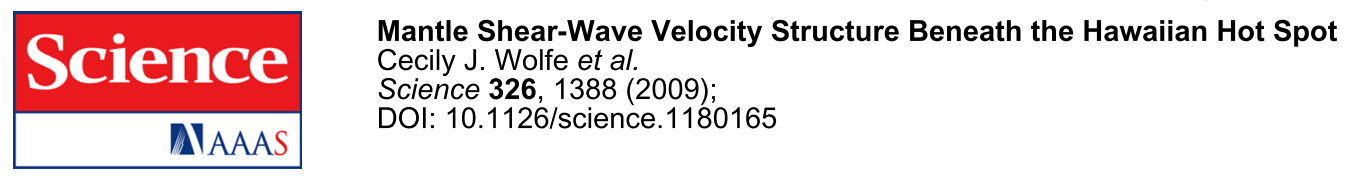 Science
AAAS
Mantle Shear-Wave Velocity Structure Beneath the Hawaiian Hot Spot
Cecily J. Wolfe et al.
Science 326, 1388 (2009);
DOI: 10.1126/science.1180165